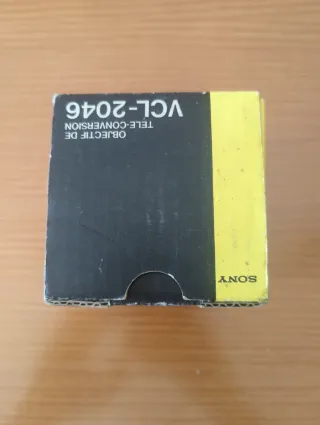 SONY
OBJECTIF DE
TELE-CONVERSION
VCL-2046